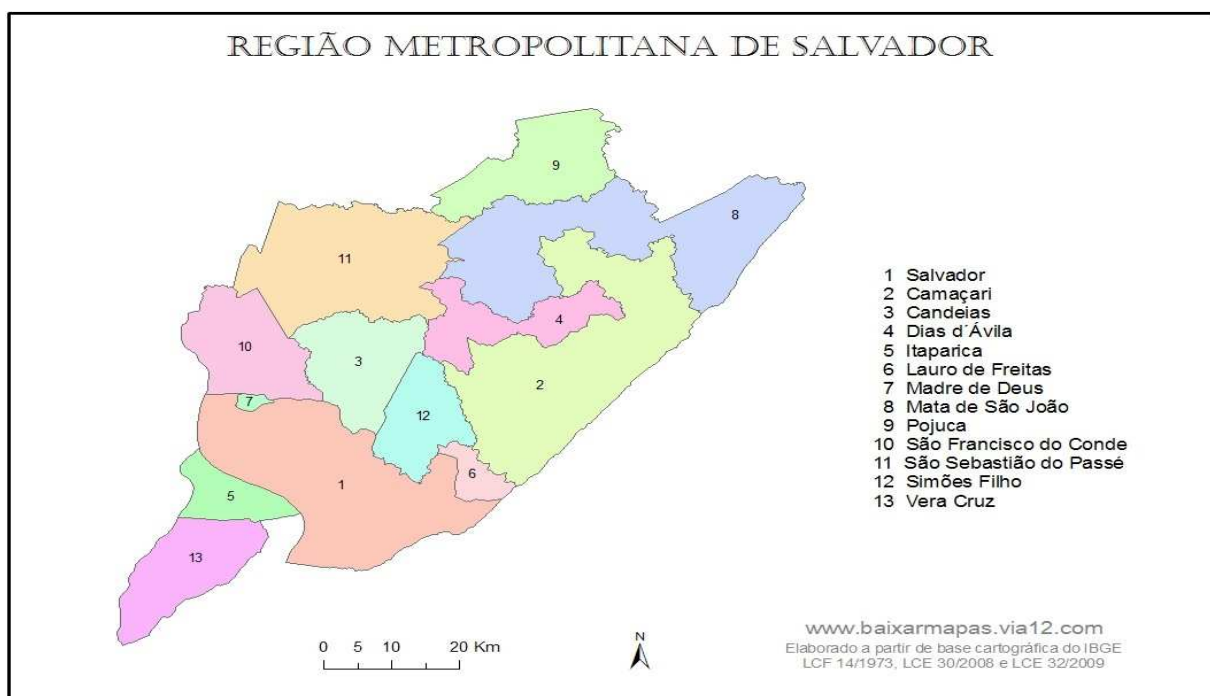 REGIÃO METROPOLITANA DE SALVADOR
9
8
11
4
10
3
2
7
12
6
5
1
13
1 Salvador
2 Camaçari
3 Candeias
4 Dias d´Ávila
5 Itaparica
6 Lauro de Freitas
7 Madre de Deus
8 Mata de São João
9 Pojuca
10 São Francisco do Conde
11 São Sebastião do Passé
12 Simões Filho
13 Vera Cruz
0 5 10 20 Km
N
www.baixarmapas.via12.com
Elaborado a partir de base cartográfica do IBGE
LCF 14/1973, LCE 30/2008 e LCE 32/2009